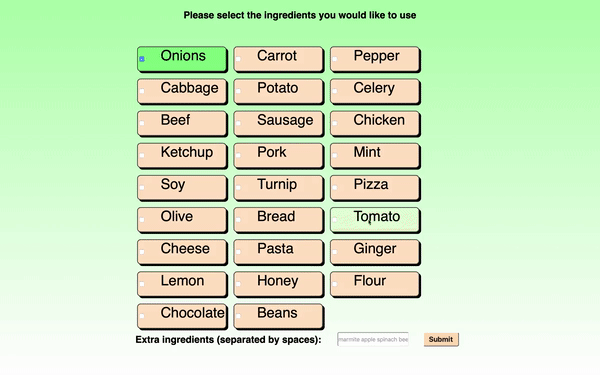 Please select the ingredients you would like to use
Onions Carrot Pepper
Cabbage Potato Celery
Beef Sausage Chicken
Ketchup Pork Mint
Soy Turnip Pizza
Olive Bread Tomato
Cheese Pasta Ginger
Lemon Honey Flour
Chocolate Beans
Extra ingredients (separated by spaces): marmite apple spinach bee Submit